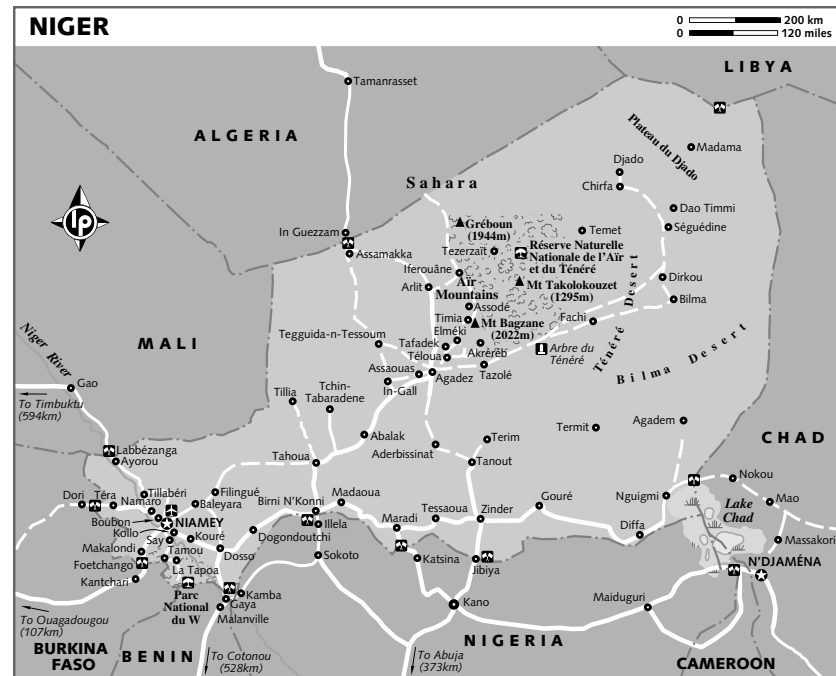 NIGER
0 200 km
0 120 miles
LIBYA
Tamanrasset
ALGERIA
Plateau du Djado
Madama
Djado
Chirfa
Sahara
lp
Dao Timmi
Gréboun
(1944m)
Temet
Séguédine
In Guezzam
Assamakka
Tezerzaït
Réserve Naturelle
Nationale de l'Aïr
et du Ténéré
Iferouâne
Arlit
Aïr
Mountains
Mt Takolokouzet
(1295m)
Dirkou
Bilma
Assodé
Timia
Elméki
Mt Bagzane
(2022m)
Fachi
Ténéré Desert
Niger River
MALI
Tegguida-n-Tessoum
Tafadek
Téloua
Akrérèb
Arbre du
Ténéré
Bilma Desert
Assaouas
In-Gall
Agadez
Tazolé
Gao
To Timbuktu
(594km)
Tillia
Tchin-
Tabaradene
Termit
Agadem
CHAD
Labbézanga
Ayorou
Abalak
Aderbissinat
Terim
Tahoua
Tanout
Nokou
Dori
Téra
Tillabéri
Filingué
Namaro
Baleyara
Birni N'Konni
Madaoua
Tessaoua
Zinder
Gouré
Nguigmi
Lake
Chad
Mao
Boubon
NIAMEY
Kollo
Say
Kouré
Illela
Maradi
Diffa
Massakori
Makalondi
Tamou
Dosso
Dogondoutchi
Sokoto
Katsina
Jibiya
N'DJAMÉNA
Foetchango
La Tapoa
Kantchari
Parc
National
du W
Kamba
Gaya
Malanville
Kano
Maiduguri
To Ouagadougou
(107km)
BURKINA
FASO
BENIN
To Cotonou
(528km)
To Abuja
(373km)
NIGERIA
CAMEROON